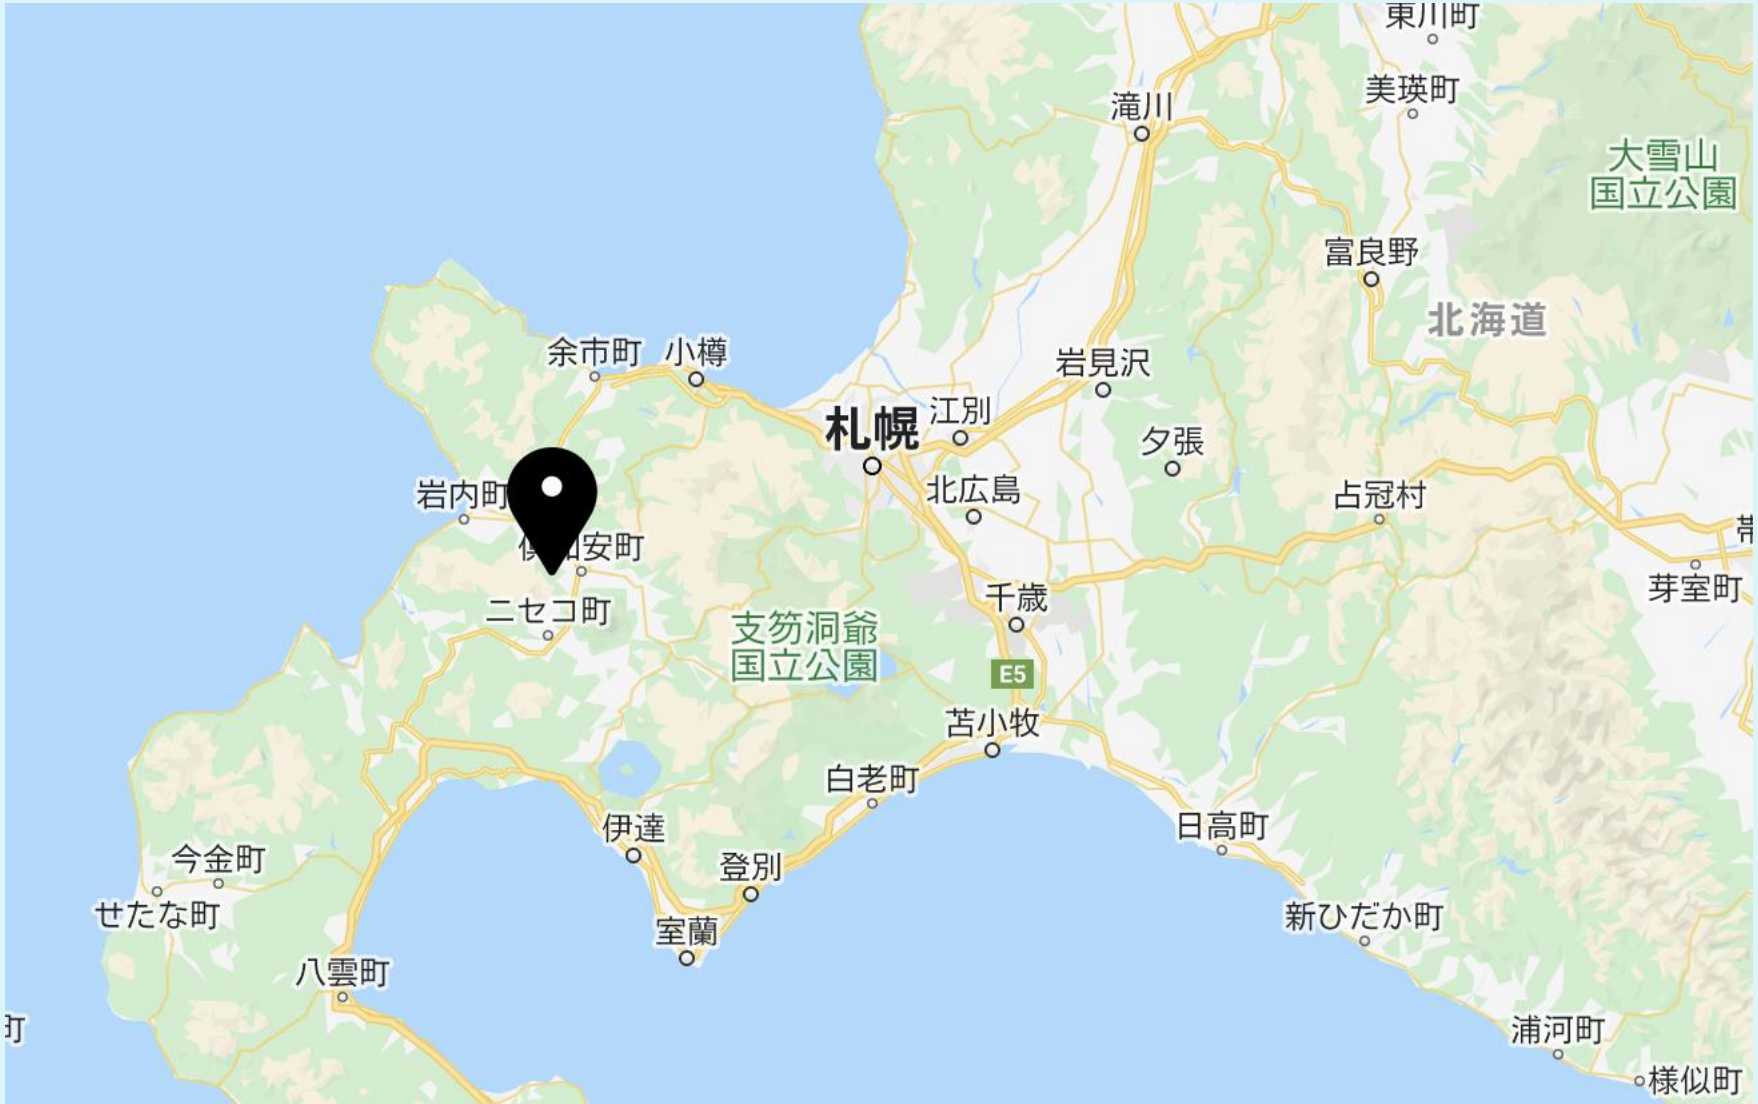 東川町
美瑛町
滝川
大雪山
国立公園
富良野
北海道
余市町
小樽
岩見沢
札幌
江別
夕張
岩内町
北広島
占冠村
安町
芽室町
ニセコ町
千歳
支笏洞爺
国立公園
E5
苫小牧
白老町
伊達
日高町
今金町
登別
せたな町
新ひだか町
室蘭
八雲町
町
浦河町
様似町